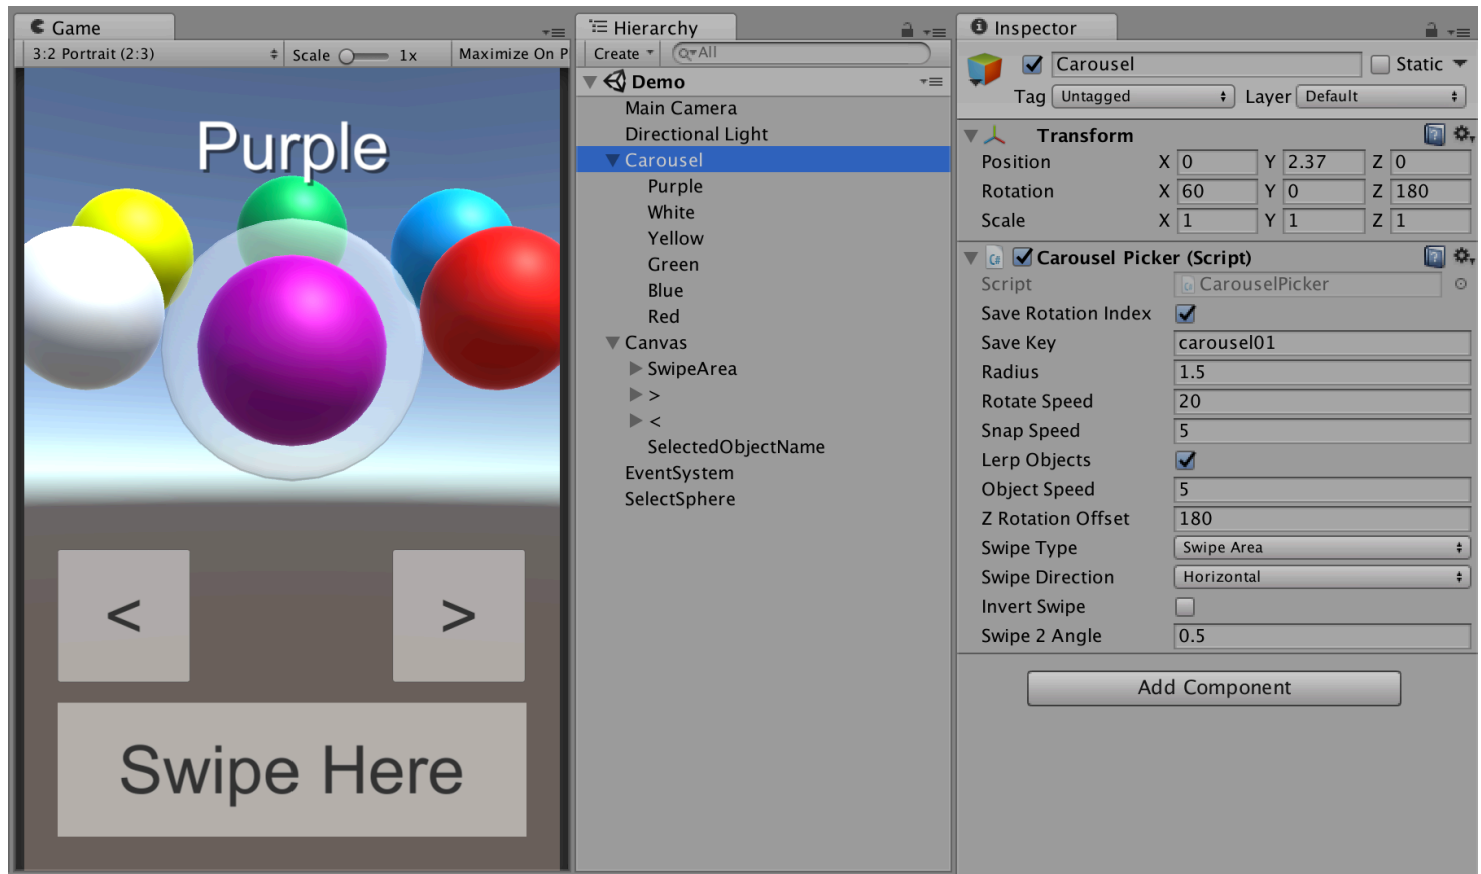 Game
3:2 Portrait (2:3) Scale 1x Maximize On P
Purple
<
>
Swipe Here
Hierarchy
Create All
Demo
Main Camera
Directional Light
Carousel
Purple
White
Yellow
Green
Blue
Red
Canvas
SwipeArea
>
<
SelectedObjectName
EventSystem
SelectSphere
Inspector
Carousel Static
Tag Untagged Layer Default
Transform
Position X 0 Y 2.37 Z 0
Rotation X 60 Y 0 Z 180
Scale X 1 Y 1 Z 1
C# Carousel Picker (Script)
Script CarouselPicker
Save Rotation Index
Save Key carousel01
Radius 1.5
Rotate Speed 20
Snap Speed 5
Lerp Objects
Object Speed 5
Z Rotation Offset 180
Swipe Type Swipe Area
Swipe Direction Horizontal
Invert Swipe
Swipe 2 Angle 0.5
Add Component